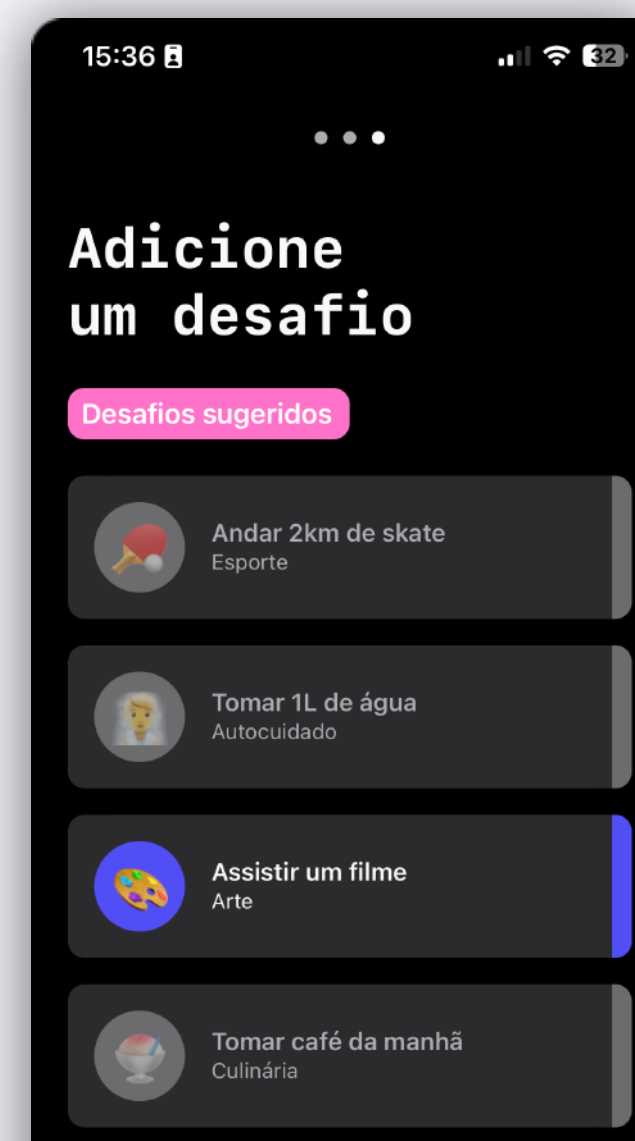 15:36
32
Adicione
um desafio
Desafios sugeridos
Andar 2km de skate
Esporte
Tomar 1L de água
Autocuidado
Assistir um filme
Arte
Tomar café da manhã
Culinária